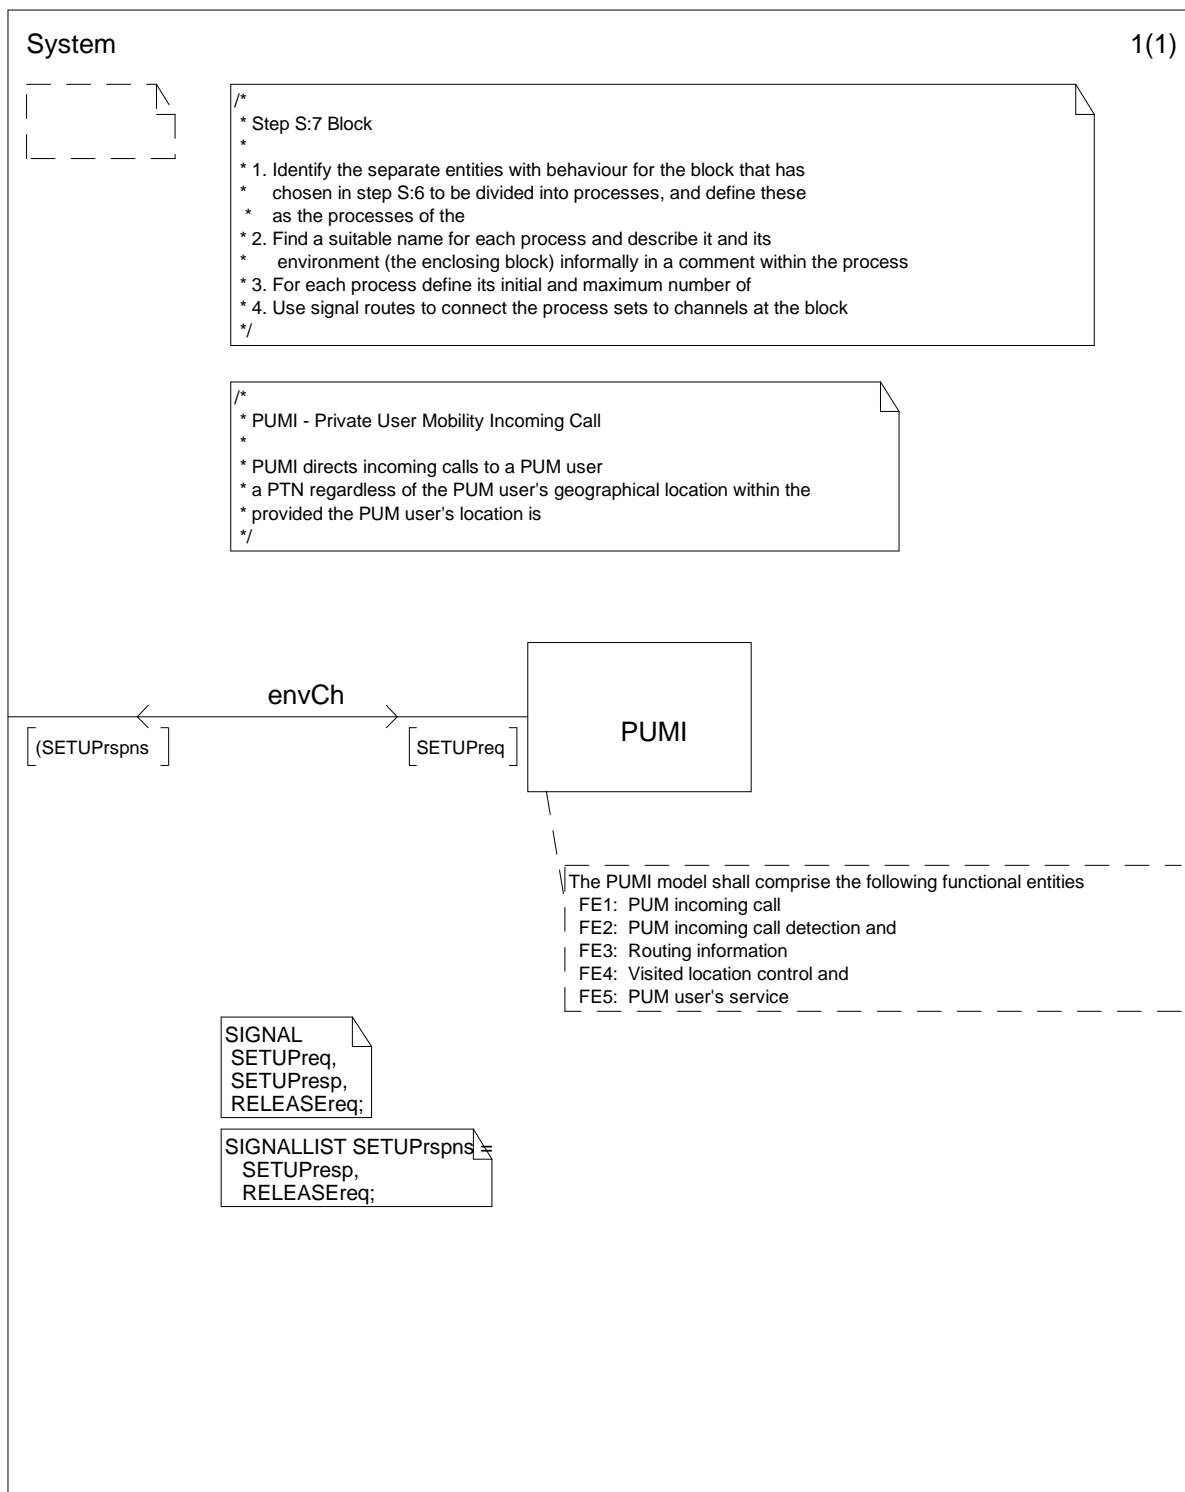 System
1(1)
/*
* Step S:7 Block
*
* 1. Identify the separate entities with behaviour for the block that has
* chosen in step S:6 to be divided into processes, and define these
* as the processes of the
* 2. Find a suitable name for each process and describe it and its
* environment (the enclosing block) informally in a comment within the process
* 3. For each process define its initial and maximum number of
* 4. Use signal routes to connect the process sets to channels at the block
*/
/*
* PUMI - Private User Mobility Incoming Call
*
* PUMI directs incoming calls to a PUM user
* a PTN regardless of the PUM user's geographical location within the
* provided the PUM user's location is
*/
envCh
PUMI
(SETUPrspns
SETUPreq
The PUMI model shall comprise the following functional entities
FE1: PUM incoming call
FE2: PUM incoming call detection and
FE3: Routing information
FE4: Visited location control and
FE5: PUM user's service
SIGNAL
SETUPreq,
SETUPresp,
RELEASEreq;
SIGNALLIST SETUPrspns =
SETUPresp,
RELEASEreq;